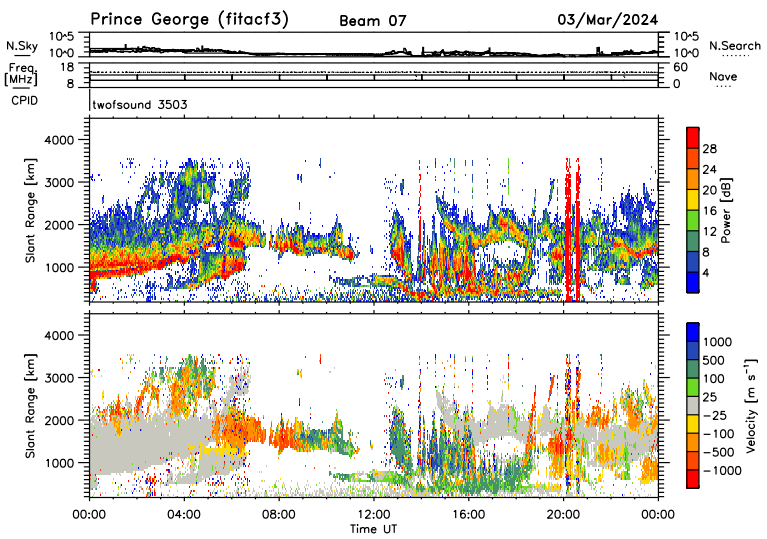 Prince George (fitacf3) Beam 07 03/Mar/2024
N.Sky 10^5 10^0 10^5 10^0 N.Search
Freq. [MHz] 18 8 60 0 Nave
CPID twofsound 3503
Slant Range [km] 4000 3000 2000 1000
Power [dB] 28 24 20 16 12 8 4
Slant Range [km] 4000 3000 2000 1000
Velocity [m s⁻¹] 1000 500 100 25 −25 −100 −500 −1000
00:00 04:00 08:00 12:00 16:00 20:00 00:00
Time UT